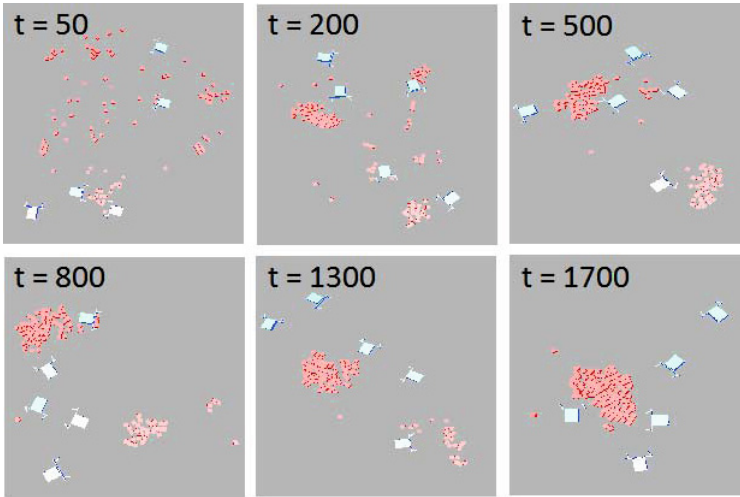 t = 50
t = 200
t = 500
t = 800
t = 1300
t = 1700